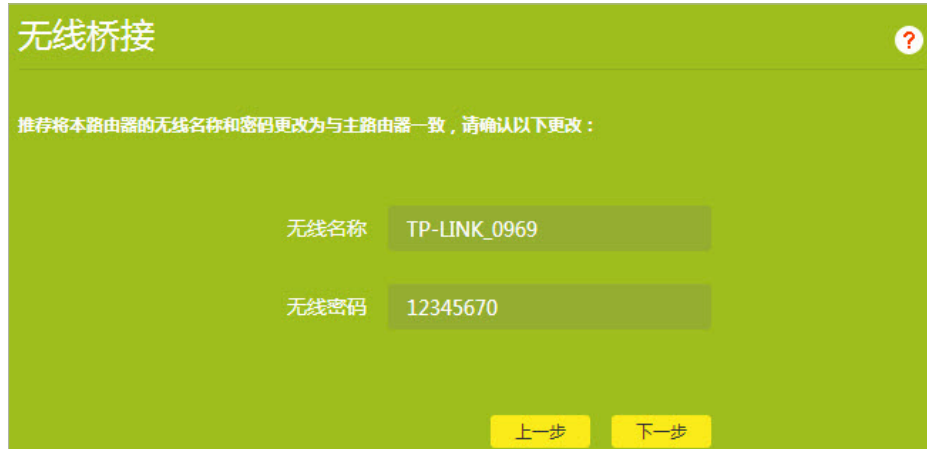 无线桥接
?
推荐将本路由器的无线名称和密码更改为与主路由器一致，请确认以下更改：
无线名称 TP-LINK_0969
无线密码 12345670
上一步 下一步